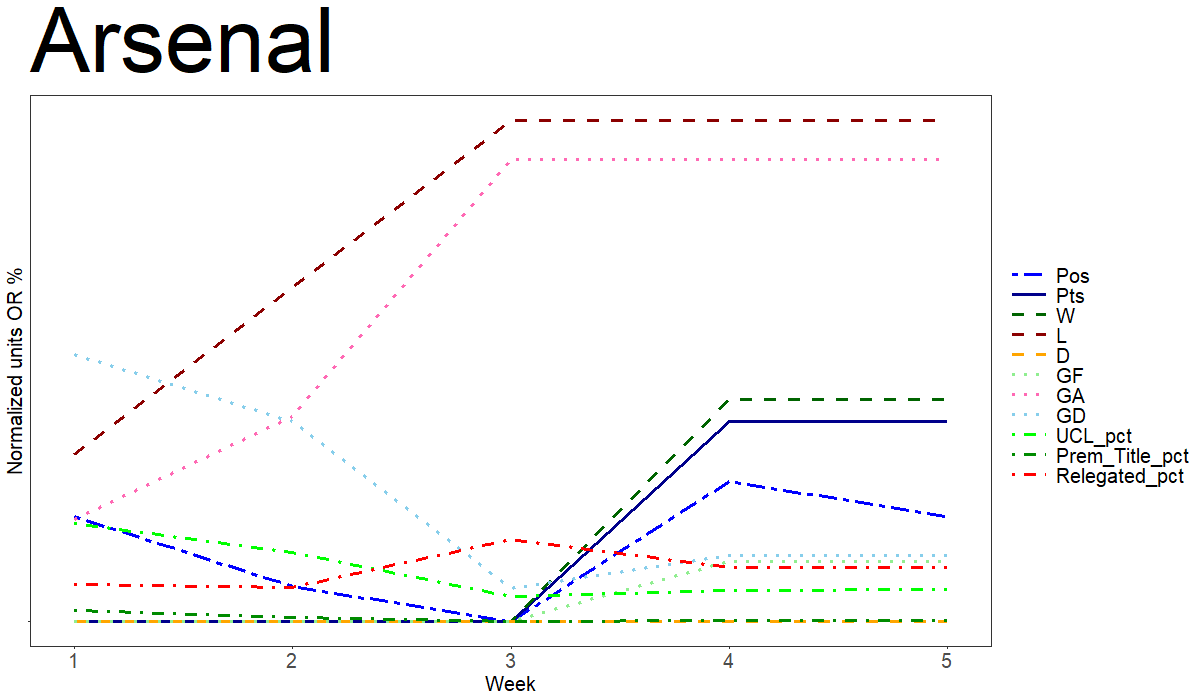 Arsenal
Normalized units OR %
Pos
Pts
W
L
D
GF
GA
GD
UCL_pct
Prem_Title_pct
Relegated_pct
1 2 3 4 5
Week